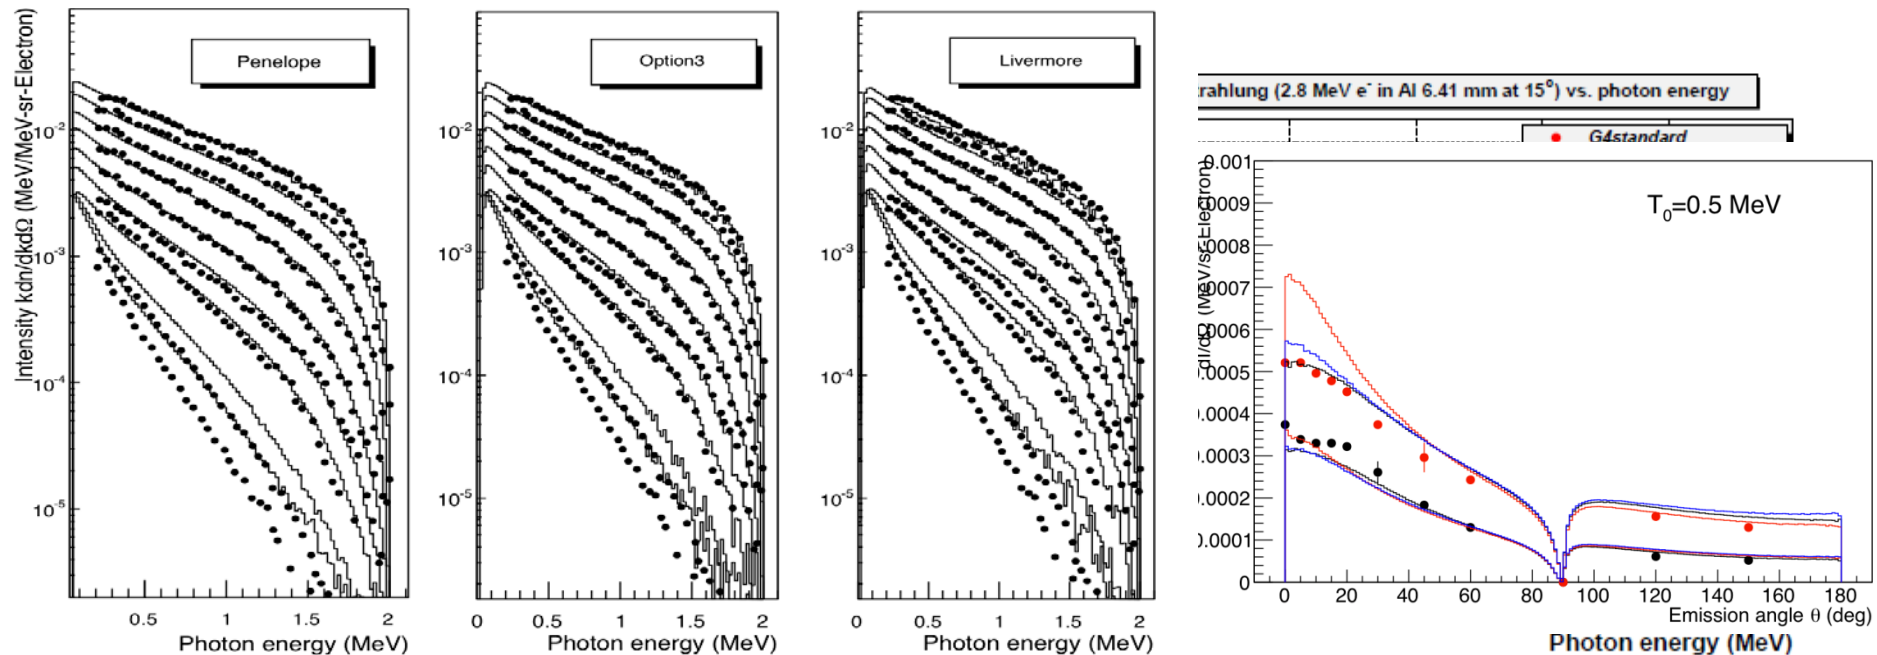 Intensity kdn/dkdΩ (MeV/MeV-sr-Electron)
Penelope
10⁻²
10⁻³
10⁻⁴
10⁻⁵
0.5 1 1.5 2
Photon energy (MeV)
Option3
10⁻²
10⁻³
10⁻⁴
10⁻⁵
0 0.5 1 1.5 2
Photon energy (MeV)
Livermore
10⁻²
10⁻³
10⁻⁴
10⁻⁵
0 0.5 1 1.5 2
Photon energy (MeV)
(2.8 MeV e⁻ in Al 6.41 mm at 15°) vs. photon energy
G4standard
T₀=0.5 MeV
dI/dΩ (MeV/sr-Electron)
0.001
0.0009
0.0008
0.0007
0.0006
0.0005
0.0004
0.0003
0.0002
0.0001
0
0 20 40 60 80 100 120 140 160 180
Emission angle θ (deg)
Photon energy (MeV)